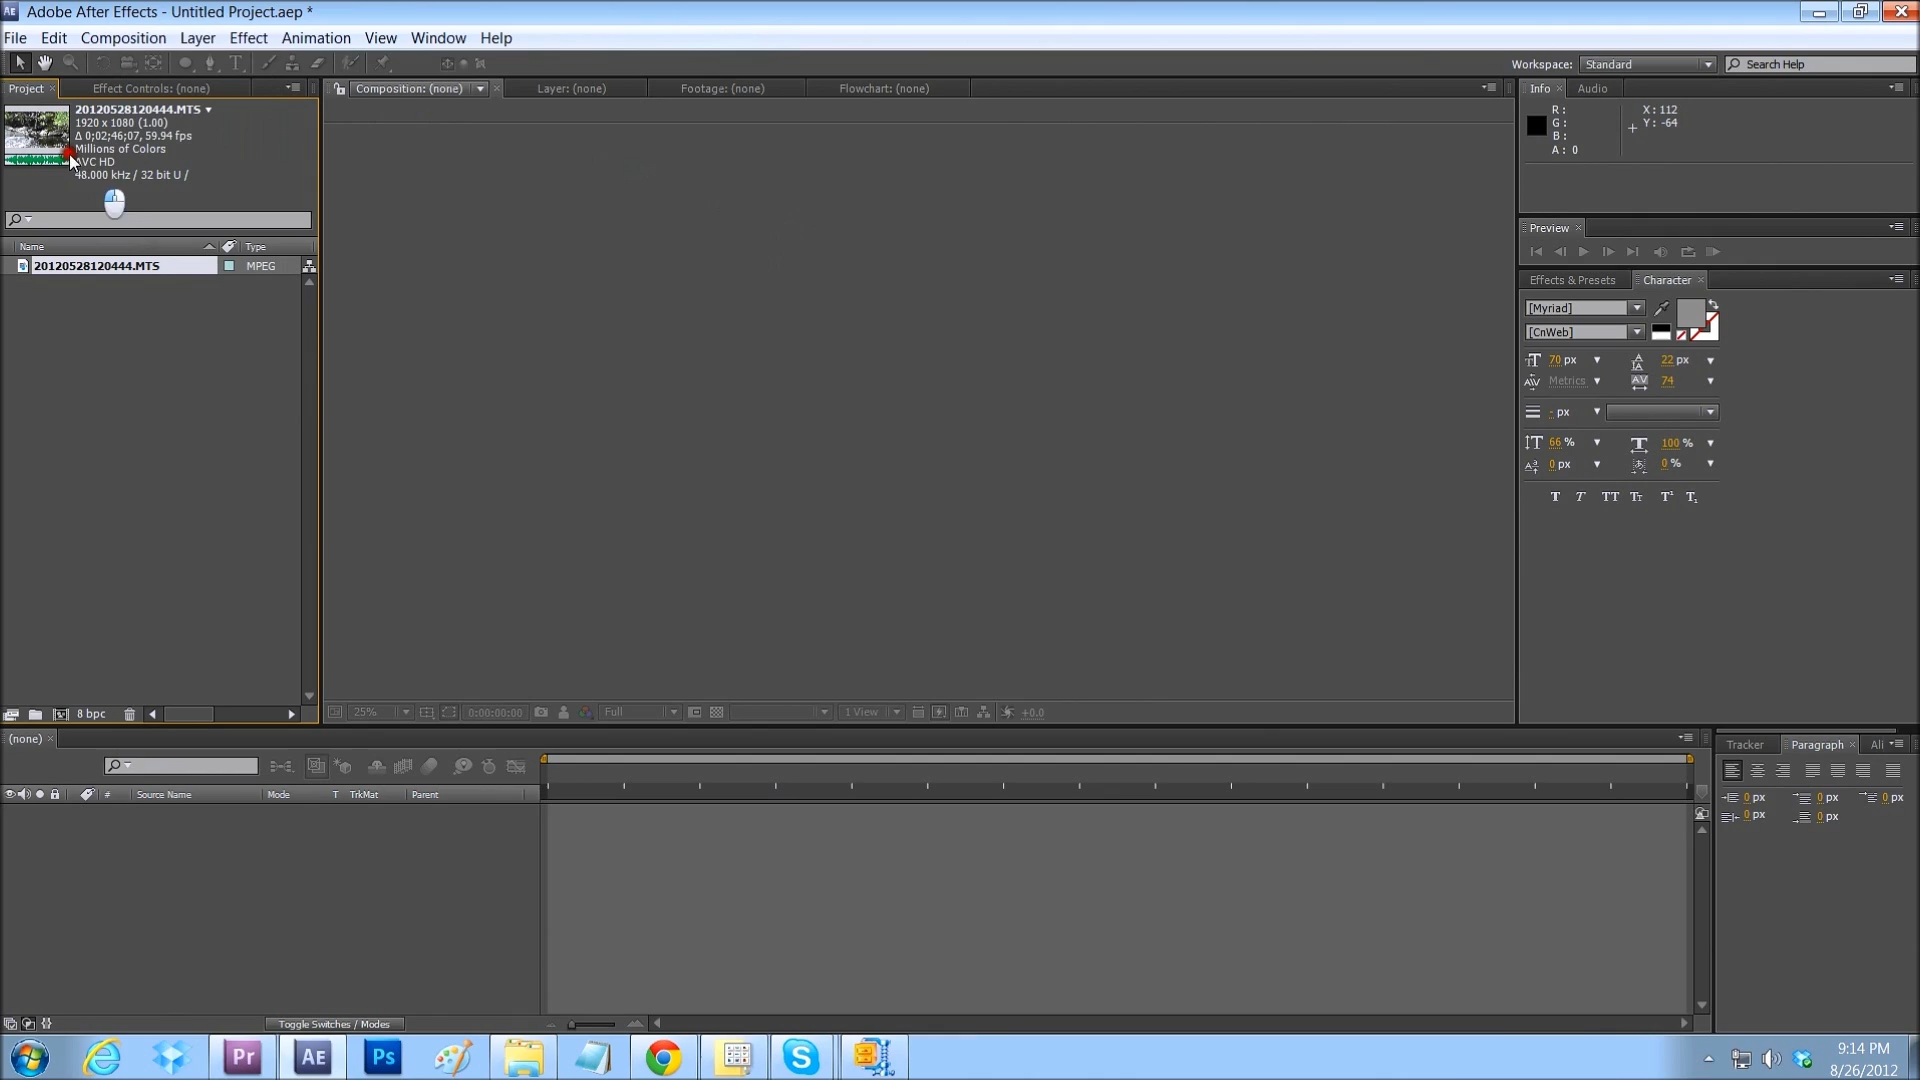 Adobe After Effects - Untitled Project.aep *
File Edit Composition Layer Effect Animation View Window Help
Workspace: Standard Search Help
Project Effect Controls: (none) Composition: (none) Layer: (none) Footage: (none) Flowchart: (none) Info Audio
20120528120444.MTS
1920 x 1080 (1.00)
Δ 0;02;46;07, 59.94 fps
Millions of Colors
AVC HD
48.000 kHz / 32 bit U /
R: X: 112
G: Y: -64
B:
A: 0
Preview
Name Type
20120528120444.MTS MPEG
Effects & Presets Character
[Myriad]
[CnWeb]
70 px 22 px
Metrics 74
- px
66 % 100 %
0 px 0 %
T T TT Tt T¹ T₁
8 bpc 25% 0:00:00:00 Full 1 View +0.0
(none)
# Source Name Mode T TrkMat Parent
Tracker Paragraph Ali
0 px 0 px 0 px
0 px 0 px
Toggle Switches / Modes
Pr AE Ps S
9:14 PM
8/26/2012